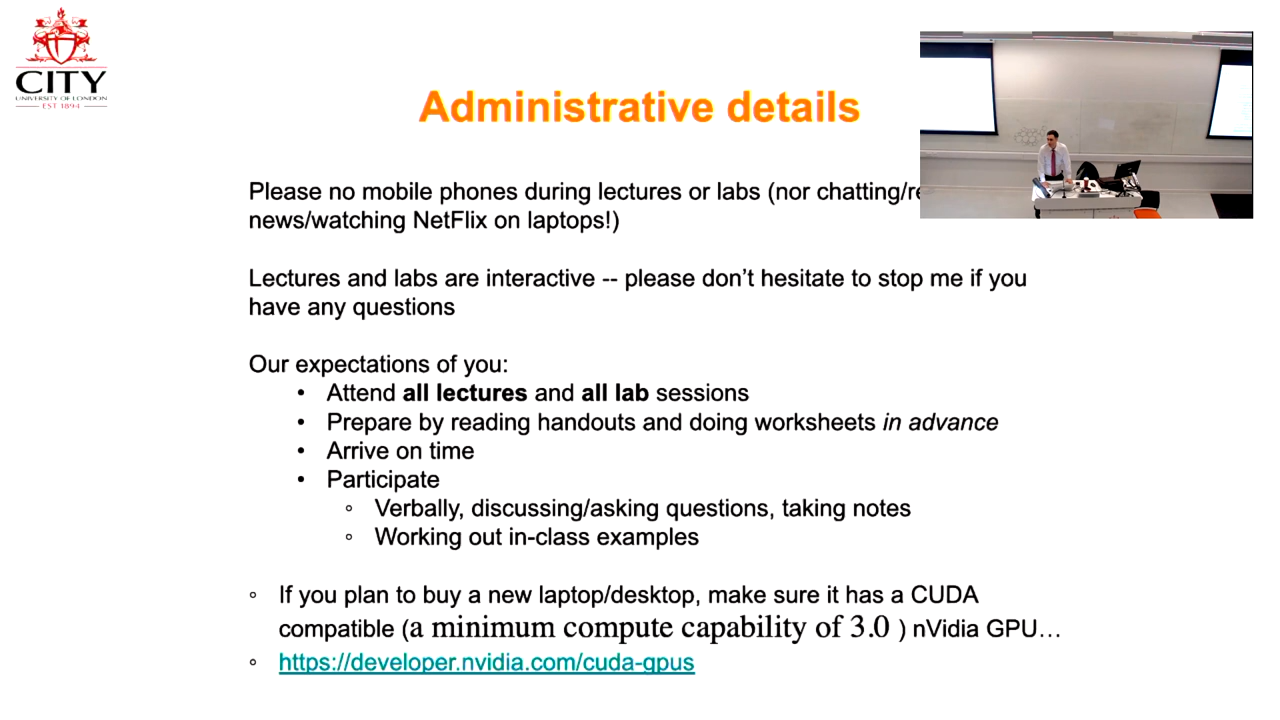 CITY
UNIVERSITY OF LONDON
EST 1894
Administrative details
Please no mobile phones during lectures or labs (nor chatting/re
news/watching NetFlix on laptops!)
Lectures and labs are interactive -- please don’t hesitate to stop me if you
have any questions
Our expectations of you:
• Attend all lectures and all lab sessions
• Prepare by reading handouts and doing worksheets in advance
• Arrive on time
• Participate
◦ Verbally, discussing/asking questions, taking notes
◦ Working out in-class examples
◦ If you plan to buy a new laptop/desktop, make sure it has a CUDA
compatible (a minimum compute capability of 3.0 ) nVidia GPU…
◦ https://developer.nvidia.com/cuda-gpus